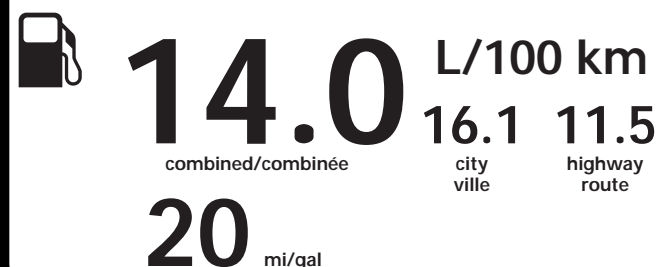 14.0 L/100 km
combined/combinée
16.1 11.5
city highway
ville route
20 mi/gal